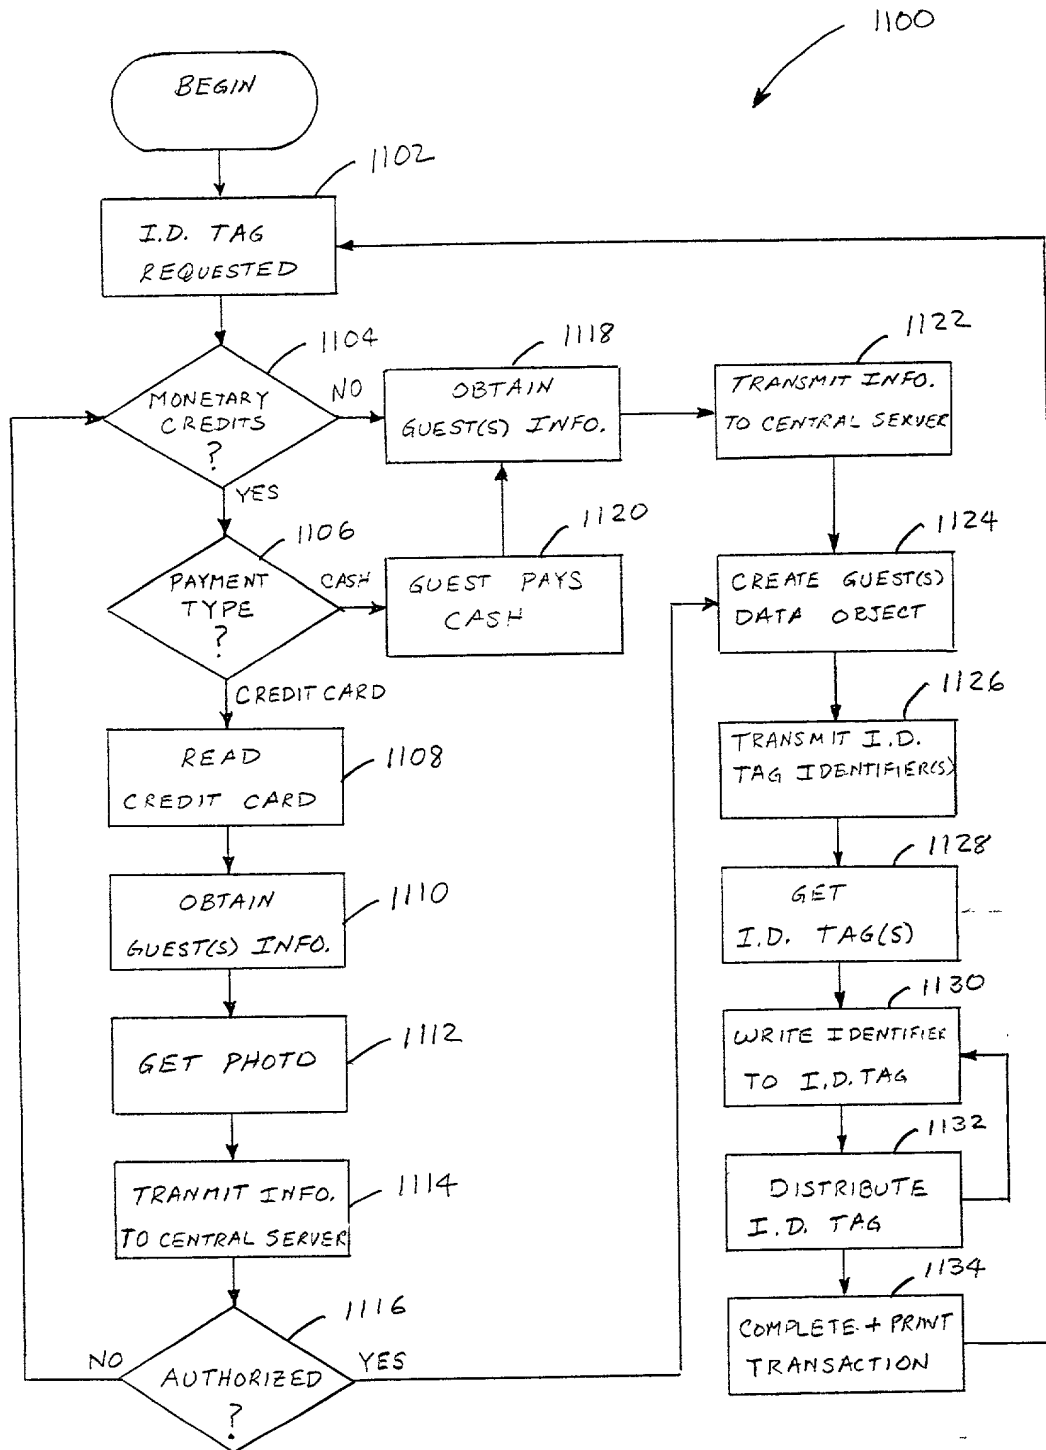 1100
BEGIN
1102
I.D. TAG
REQUESTED
1104
MONETARY
CREDITS
?
NO
YES
1118
OBTAIN
GUEST(S) INFO.
1122
TRANSMIT INFO.
TO CENTRAL SERVER
1106
PAYMENT
TYPE
?
CASH
CREDIT CARD
1120
GUEST PAYS
CASH
1124
CREATE GUEST(S)
DATA OBJECT
1108
READ
CREDIT CARD
1126
TRANSMIT I.D.
TAG IDENTIFIER(S)
1110
OBTAIN
GUEST(S) INFO.
1128
GET
I.D. TAG(S)
1112
GET PHOTO
1130
WRITE IDENTIFIER
TO I.D. TAG
1114
TRANMIT INFO.
TO CENTRAL SERVER
1132
DISTRIBUTE
I.D. TAG
1116
NO
AUTHORIZED
?
YES
1134
COMPLETE + PRINT
TRANSACTION